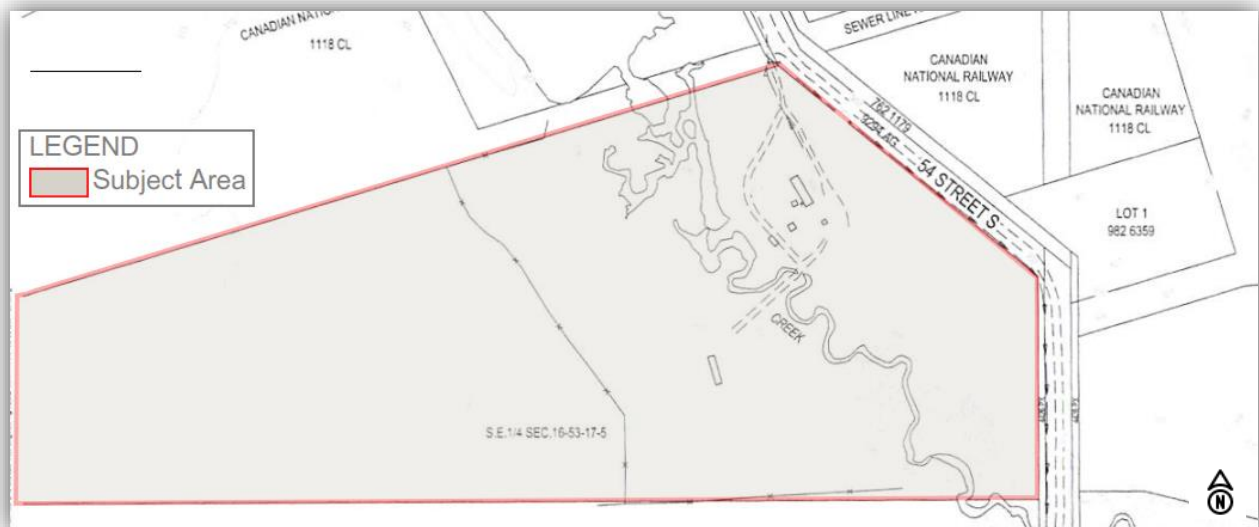 CANADIAN
1118 CL
SEWER LINE
CANADIAN
NATIONAL RAILWAY
1118 CL
CANADIAN
NATIONAL RAILWAY
1118 CL
LEGEND
Subject Area
762 1179
54 STREET S
LOT 1
982 6359
CREEK
S.E.1/4 SEC.16-53-17-5
N